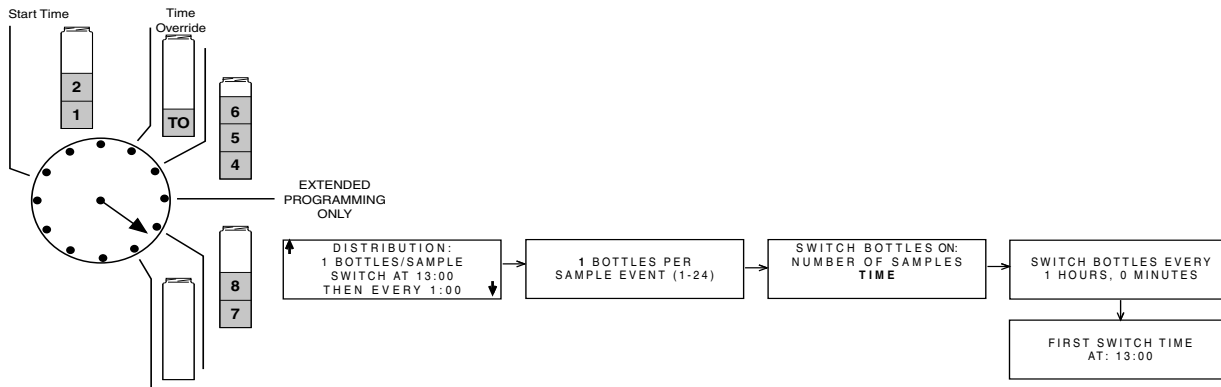 Start Time
Time
Override
2
1
TO
6
5
4
EXTENDED
PROGRAMMING
ONLY
8
7
DISTRIBUTION:
1 BOTTLES/SAMPLE
SWITCH AT 13:00
THEN EVERY 1:00
1 BOTTLES PER
SAMPLE EVENT (1-24)
SWITCH BOTTLES ON:
NUMBER OF SAMPLES
TIME
SWITCH BOTTLES EVERY
1 HOURS, 0 MINUTES
FIRST SWITCH TIME
AT: 13:00